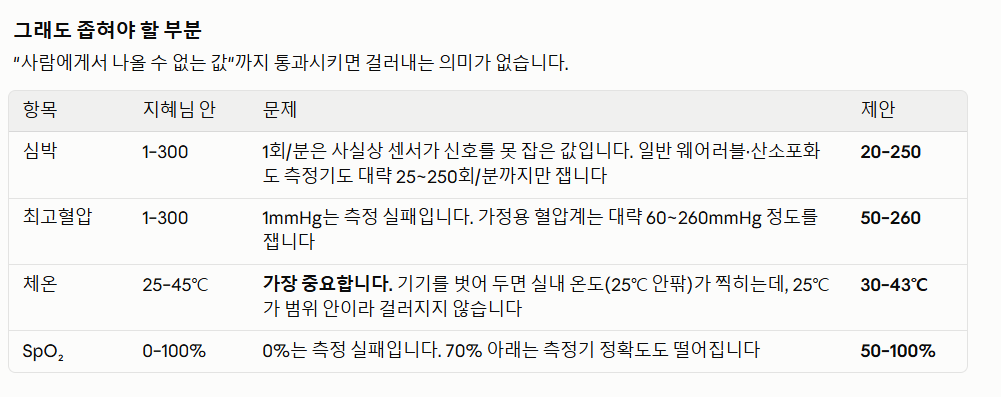 그래도 좁혀야 할 부분
"사람에게서 나올 수 없는 값"까지 통과시키면 걸러내는 의미가 없습니다.
항목 지혜님 안 문제 제안
심박 1–300 1회/분은 사실상 센서가 신호를 못 잡은 값입니다. 일반 웨어러블·산소포화
도 측정기도 대략 25~250회/분까지만 잽니다 20–250
최고혈압 1–300 1mmHg는 측정 실패입니다. 가정용 혈압계는 대략 60~260mmHg 정도를
잽니다 50–260
체온 25–45℃ 가장 중요합니다. 기기를 벗어 두면 실내 온도(25℃ 안팎)가 찍히는데, 25℃
가 범위 안이라 걸러지지 않습니다 30–43℃
SpO₂ 0–100% 0%는 측정 실패입니다. 70% 아래는 측정기 정확도도 떨어집니다 50–100%